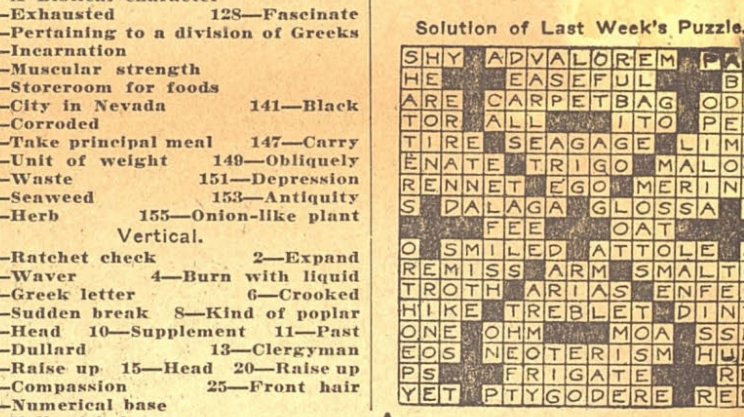 —Exhausted 128—Fascinate
—Pertaining to a division of Greeks
—Incarnation
—Muscular strength
—Storeroom for foods
—City in Nevada 141—Black
—Corroded
—Take principal meal 147—Carry
—Unit of weight 149—Obliquely
—Waste 151—Depression
—Seaweed 153—Antiquity
—Herb 155—Onion-like plant
Vertical.
—Ratchet check 2—Expand
—Waver 4—Burn with liquid
—Greek letter 6—Crooked
—Sudden break 8—Kind of poplar
—Head 10—Supplement 11—Past
—Dullard 13—Clergyman
—Raise up 15—Head 20—Raise up
—Compassion 25—Front hair
—Numerical base
Solution of Last Week's Puzzle.
SHY ADVALOREM PA
HE EASEFUL B
ARE CARPETBAG OD
TOR ALL ITO PE
TIRE SEAGAGE LIM
ENATE TRIGO MALO
RENNET EGO MERIN
S DALAGA GLOSSA
FEE OAT
O SMILED ATTOLE
REMISS ARM SMALT
TROTH ARIAS ENFE
HIKE TREBLET DIN
ONE OHM MOA SS
EOS NEOTERISM HU
PS FRIGATE R
YET PTYGODERE RE